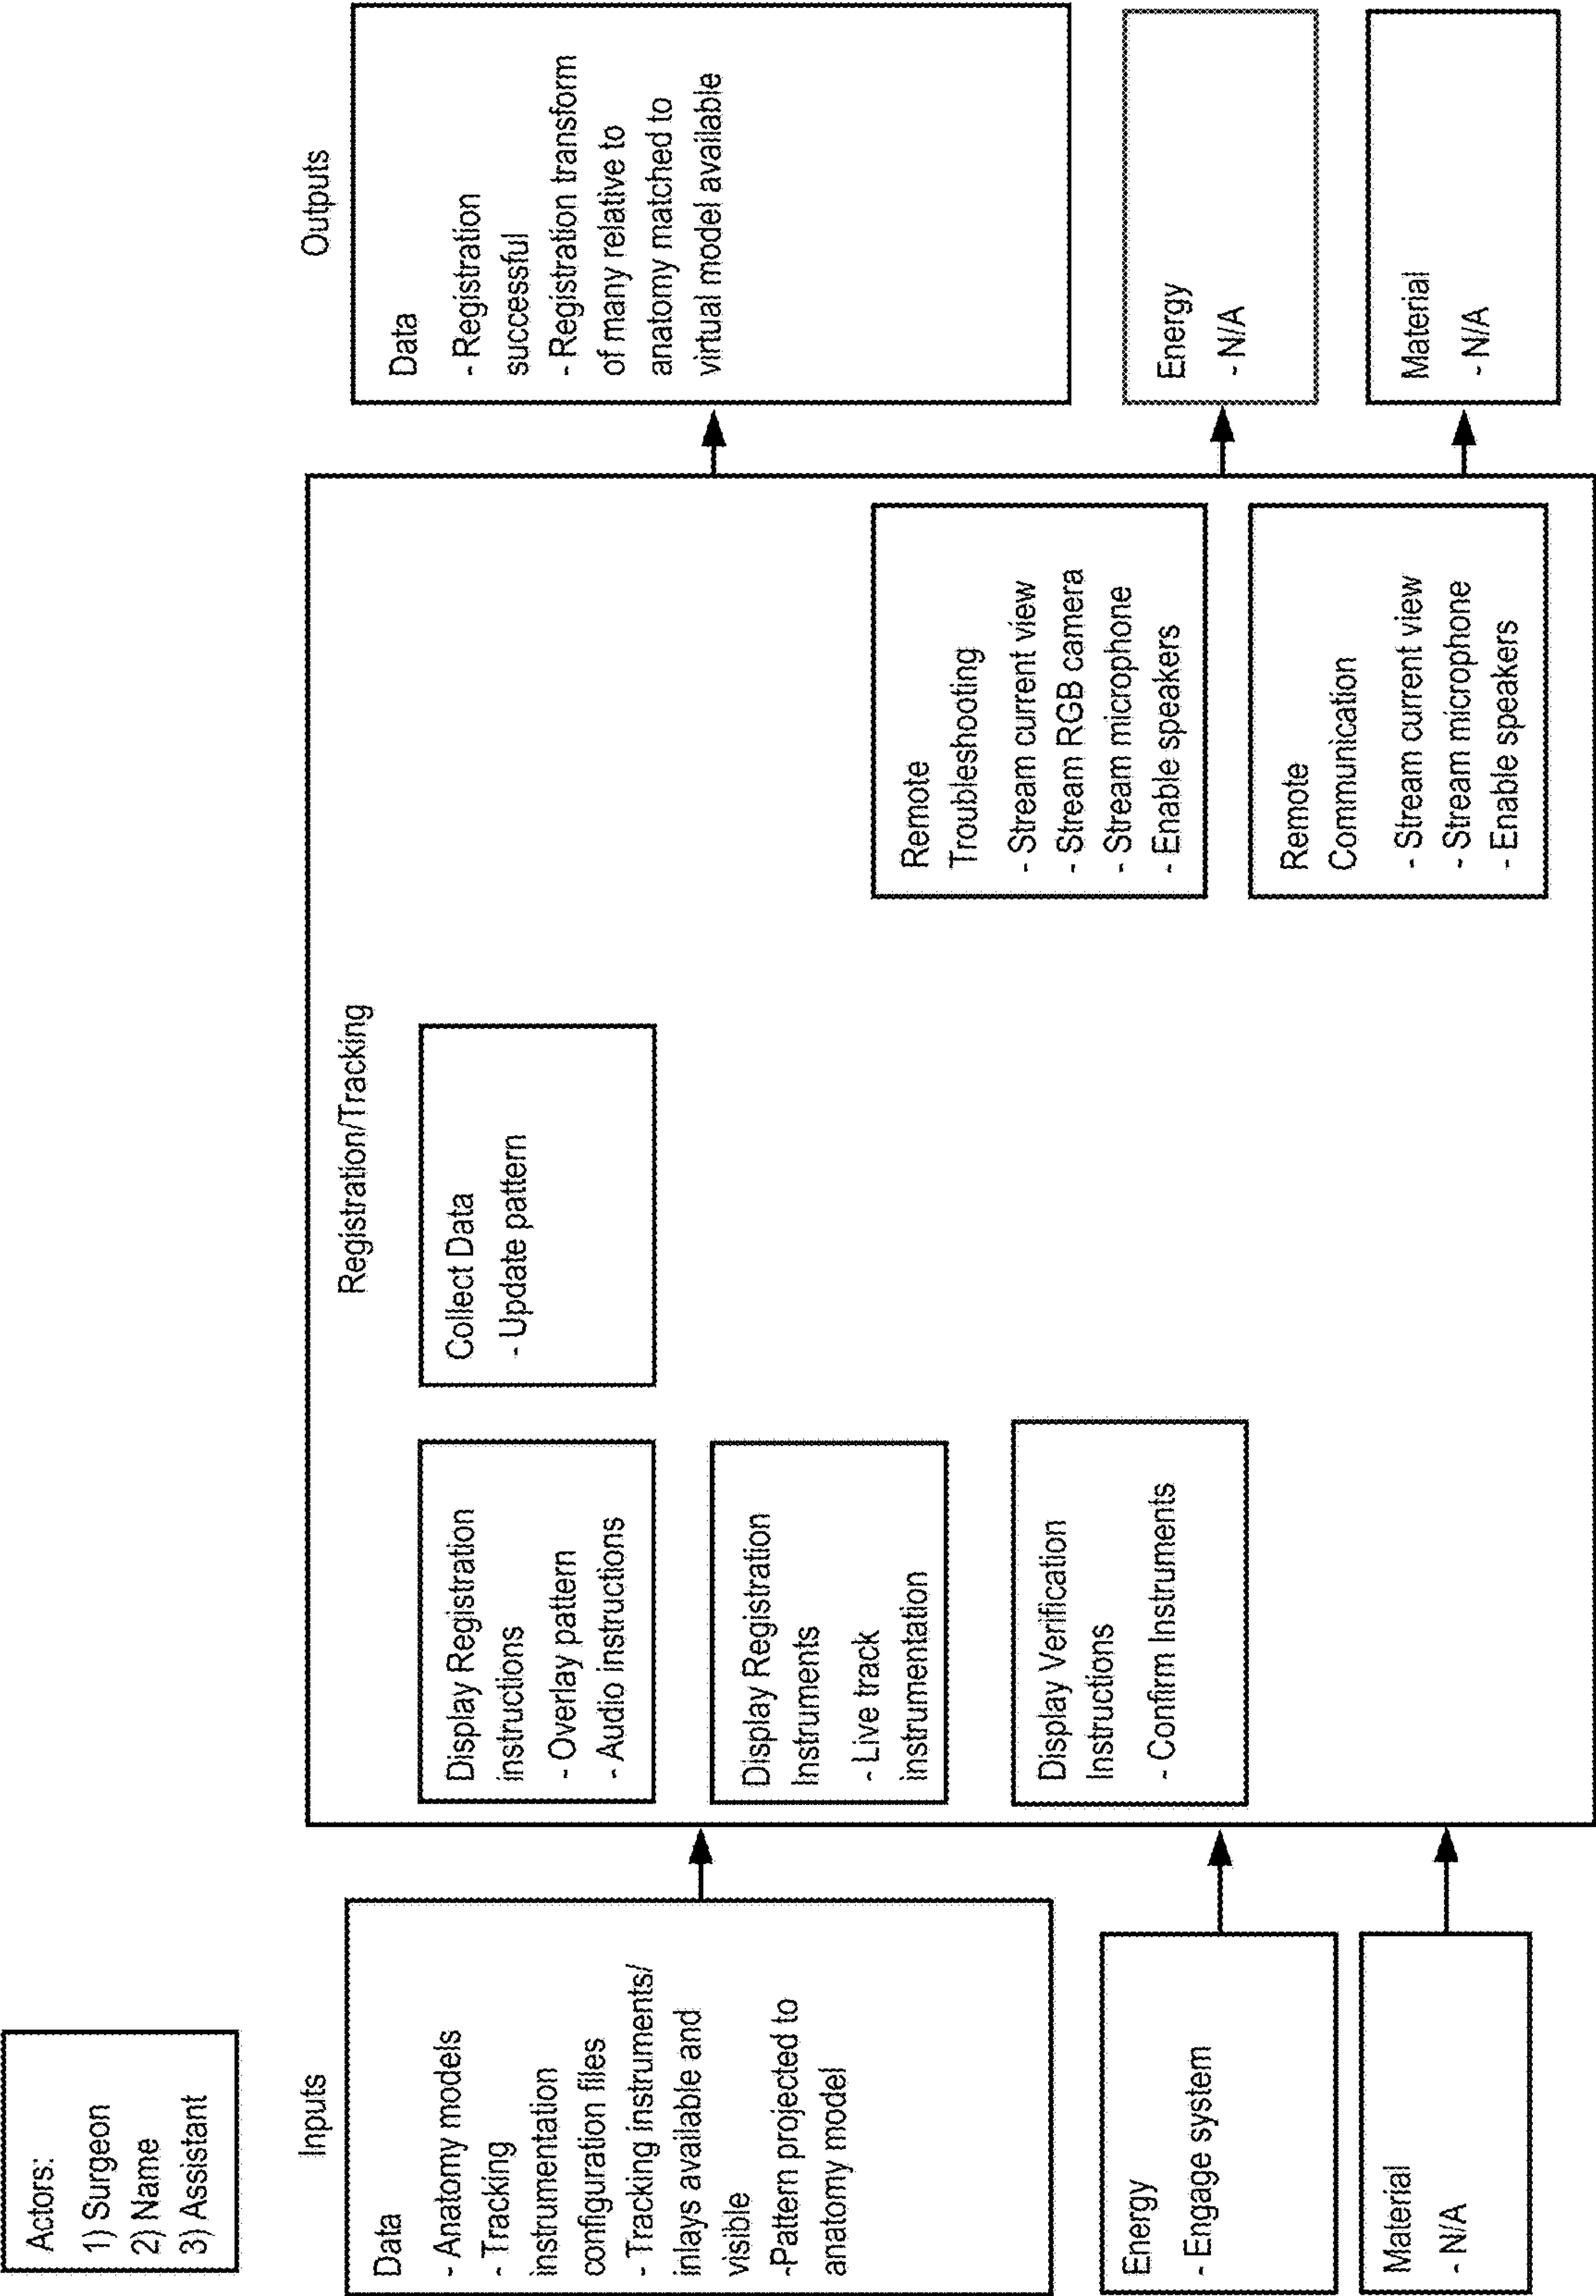 Actors:
1) Surgeon
2) Name
3) Assistant
Inputs
Data
- Anatomy models
- Tracking
instrumentation
configuration files
- Tracking instruments/
inlays available and
visible
-Pattern projected to
anatomy model
Energy
- Engage system
Material
- N/A
Registration/Tracking
Display Registration
instructions
- Overlay pattern
- Audio instructions
Collect Data
- Update pattern
Display Registration
Instruments
- Live track
instrumentation
Display Verification
Instructions
- Confirm Instruments
Remote
Troubleshooting
- Stream current view
- Stream RGB camera
- Stream microphone
- Enable speakers
Remote
Communication
- Stream current view
- Stream microphone
- Enable speakers
Outputs
Data
- Registration
successful
- Registration transform
of many relative to
anatomy matched to
virtual model available
Energy
- N/A
Material
- N/A